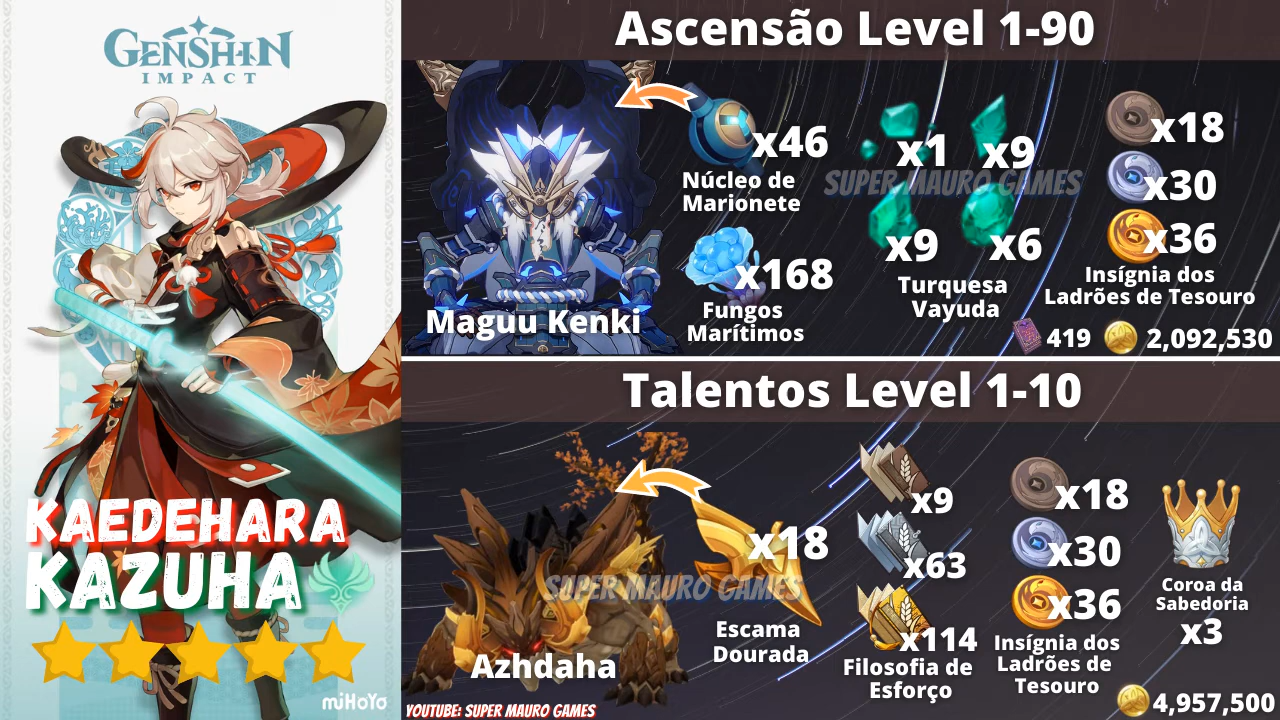 GENSHIN
IMPACT
KAEDEHARA
KAZUHA
miHoYo
Ascensão Level 1-90
Maguu Kenki
x46
Núcleo de
Marionete
x168
Fungos
Marítimos
x1
x9
SUPER MAURO GAMES
x9
x6
Turquesa
Vayuda
x18
x30
x36
Insígnia dos
Ladrões de Tesouro
419
2,092,530
Talentos Level 1-10
Azhdaha
x18
SUPER MAURO GAMES
Escama
Dourada
x9
x63
x114
Filosofia de
Esforço
x18
x30
x36
Insígnia dos
Ladrões de
Tesouro
Coroa da
Sabedoria
x3
4,957,500
YOUTUBE: SUPER MAURO GAMES